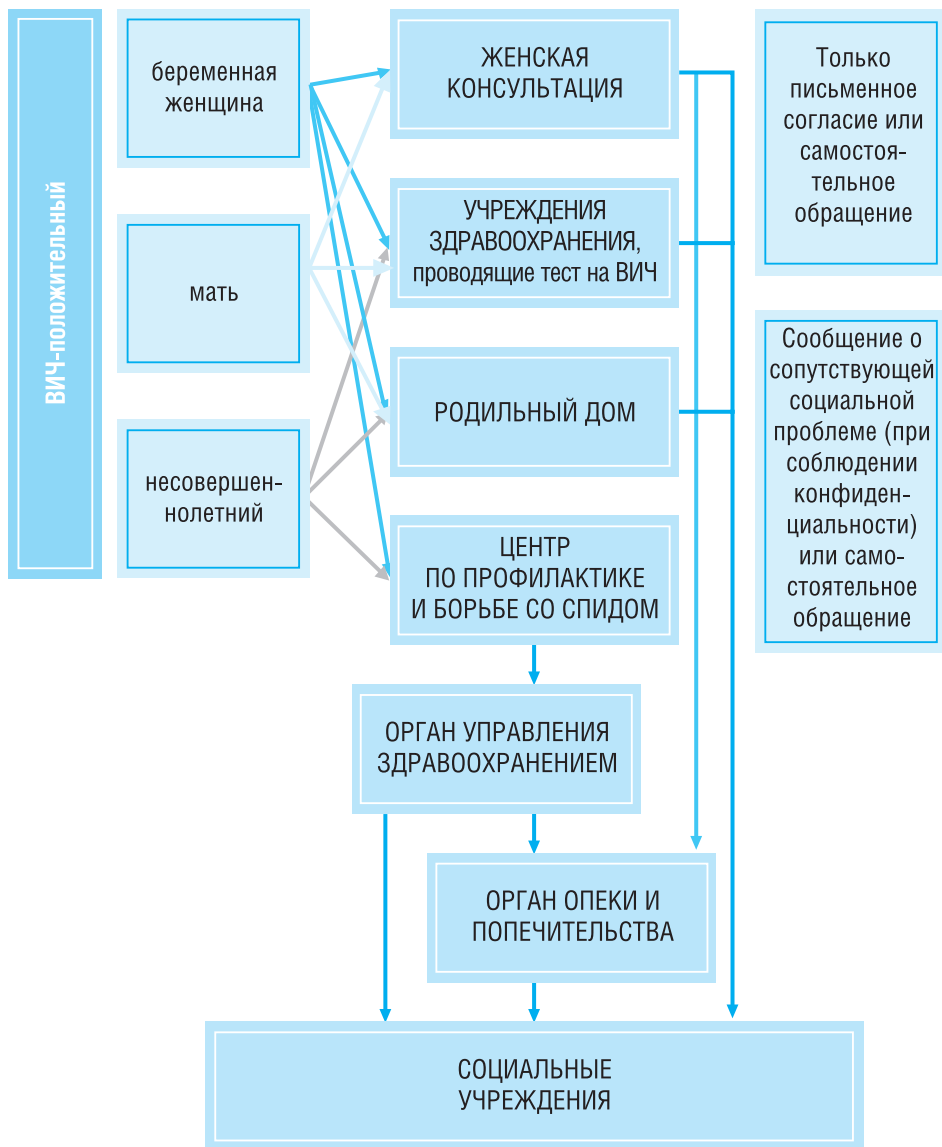 ВИЧ-положительный
беременная
женщина
мать
несовершен-
нолетний
ЖЕНСКАЯ
КОНСУЛЬТАЦИЯ
УЧРЕЖДЕНИЯ
ЗДРАВООХРАНЕНИЯ,
проводящие тест на ВИЧ
РОДИЛЬНЫЙ ДОМ
ЦЕНТР
ПО ПРОФИЛАКТИКЕ
И БОРЬБЕ СО СПИДОМ
ОРГАН УПРАВЛЕНИЯ
ЗДРАВООХРАНЕНИЕМ
ОРГАН ОПЕКИ И
ПОПЕЧИТЕЛЬСТВА
СОЦИАЛЬНЫЕ
УЧРЕЖДЕНИЯ
Только
письменное
согласие или
самостоя-
тельное
обращение
Сообщение о
сопутствующей
социальной
проблеме (при
соблюдении
конфиден-
циальности)
или само-
стоятельное
обращение